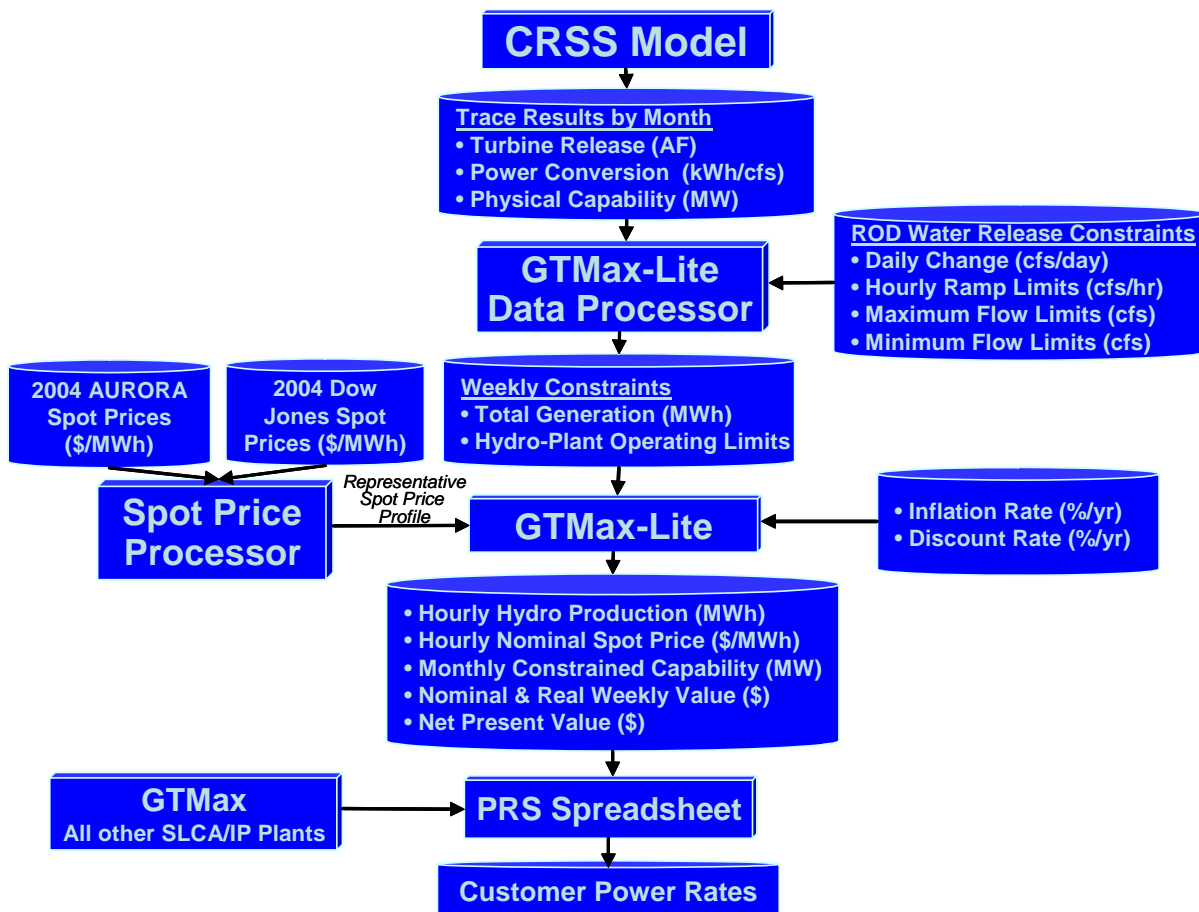 CRSS Model
Trace Results by Month
• Turbine Release (AF)
• Power Conversion (kWh/cfs)
• Physical Capability (MW)
GTMax-Lite
Data Processor
ROD Water Release Constraints
• Daily Change (cfs/day)
• Hourly Ramp Limits (cfs/hr)
• Maximum Flow Limits (cfs)
• Minimum Flow Limits (cfs)
2004 AURORA
Spot Prices
($/MWh)
2004 Dow
Jones Spot
Prices ($/MWh)
Weekly Constraints
• Total Generation (MWh)
• Hydro-Plant Operating Limits
Spot Price
Processor
Representative
Spot Price
Profile
GTMax-Lite
• Inflation Rate (%/yr)
• Discount Rate (%/yr)
• Hourly Hydro Production (MWh)
• Hourly Nominal Spot Price ($/MWh)
• Monthly Constrained Capability (MW)
• Nominal & Real Weekly Value ($)
• Net Present Value ($)
GTMax
All other SLCA/IP Plants
PRS Spreadsheet
Customer Power Rates